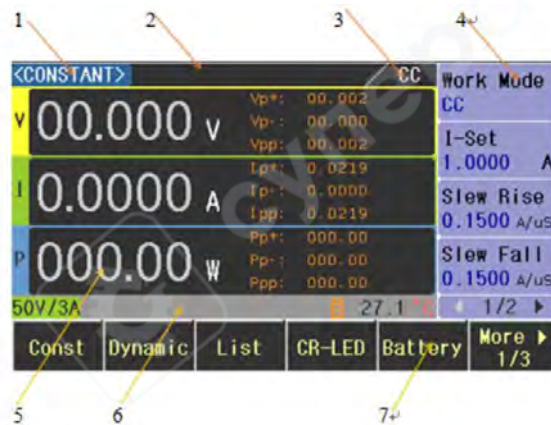 1 2 3 4
<CONSTANT> CC
V 00.000 V
Vp+: 00.002
Vp-: 00.000
Vpp: 00.002
I 0.0000 A
Ip+: 0.0219
Ip-: 0.0000
Ipp: 0.0219
P 000.00 W
Pp+: 000.00
Pp-: 000.00
Ppp: 000.00
50V/3A 27.1 °C
Work Mode
CC
I-Set
1.0000 A
Slew Rise
0.1500 A/uS
Slew Fall
0.1500 A/uS
1/2
Const Dynamic List CR-LED Battery More
1/3
5 6 7